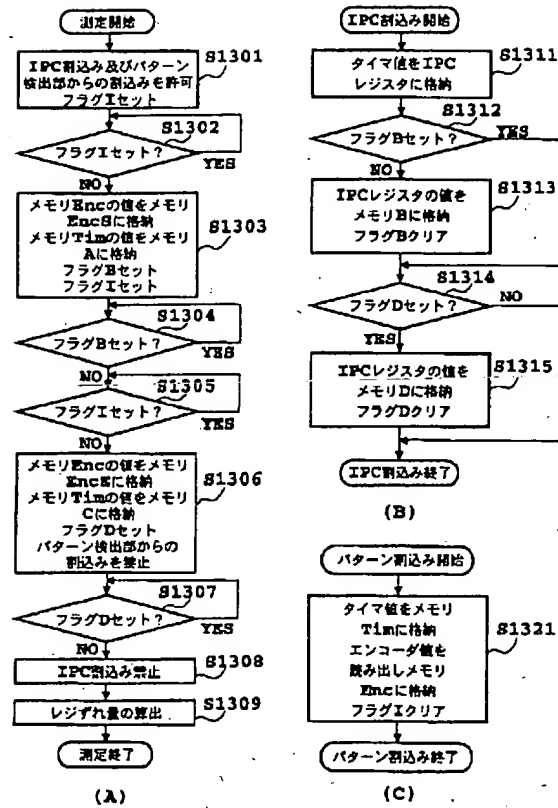 測定開始
IPC割込み及びパターン
検出部からの割込みを許可
フラグIセット
S1301
フラグIセット?
S1302
YES
NO
メモリEncの値をメモリ
EncSに格納
メモリTimの値をメモリ
Aに格納
フラグBセット
フラグIセット
S1303
フラグBセット?
S1304
YES
NO
フラグIセット?
S1305
YES
NO
メモリEncの値をメモリ
EncEに格納
メモリTimの値をメモリ
Cに格納
フラグDセット
パターン検出部からの
割込みを禁止
S1306
フラグDセット?
S1307
YES
NO
IPC割込み禁止
S1308
レジずれ量の算出
S1309
測定終了
(A)
IPC割込み開始
タイマ値をIPC
レジスタに格納
S1311
フラグBセット?
S1312
YES
NO
IPCレジスタの値を
メモリBに格納
フラグBクリア
S1313
フラグDセット?
S1314
NO
YES
IPCレジスタの値を
メモリDに格納
フラグDクリア
S1315
IPC割込み終了
(B)
パターン割込み開始
タイマ値をメモリ
Timに格納
エンコーダ値を
読み出しメモリ
Encに格納
フラグIクリア
S1321
パターン割込み終了
(C)